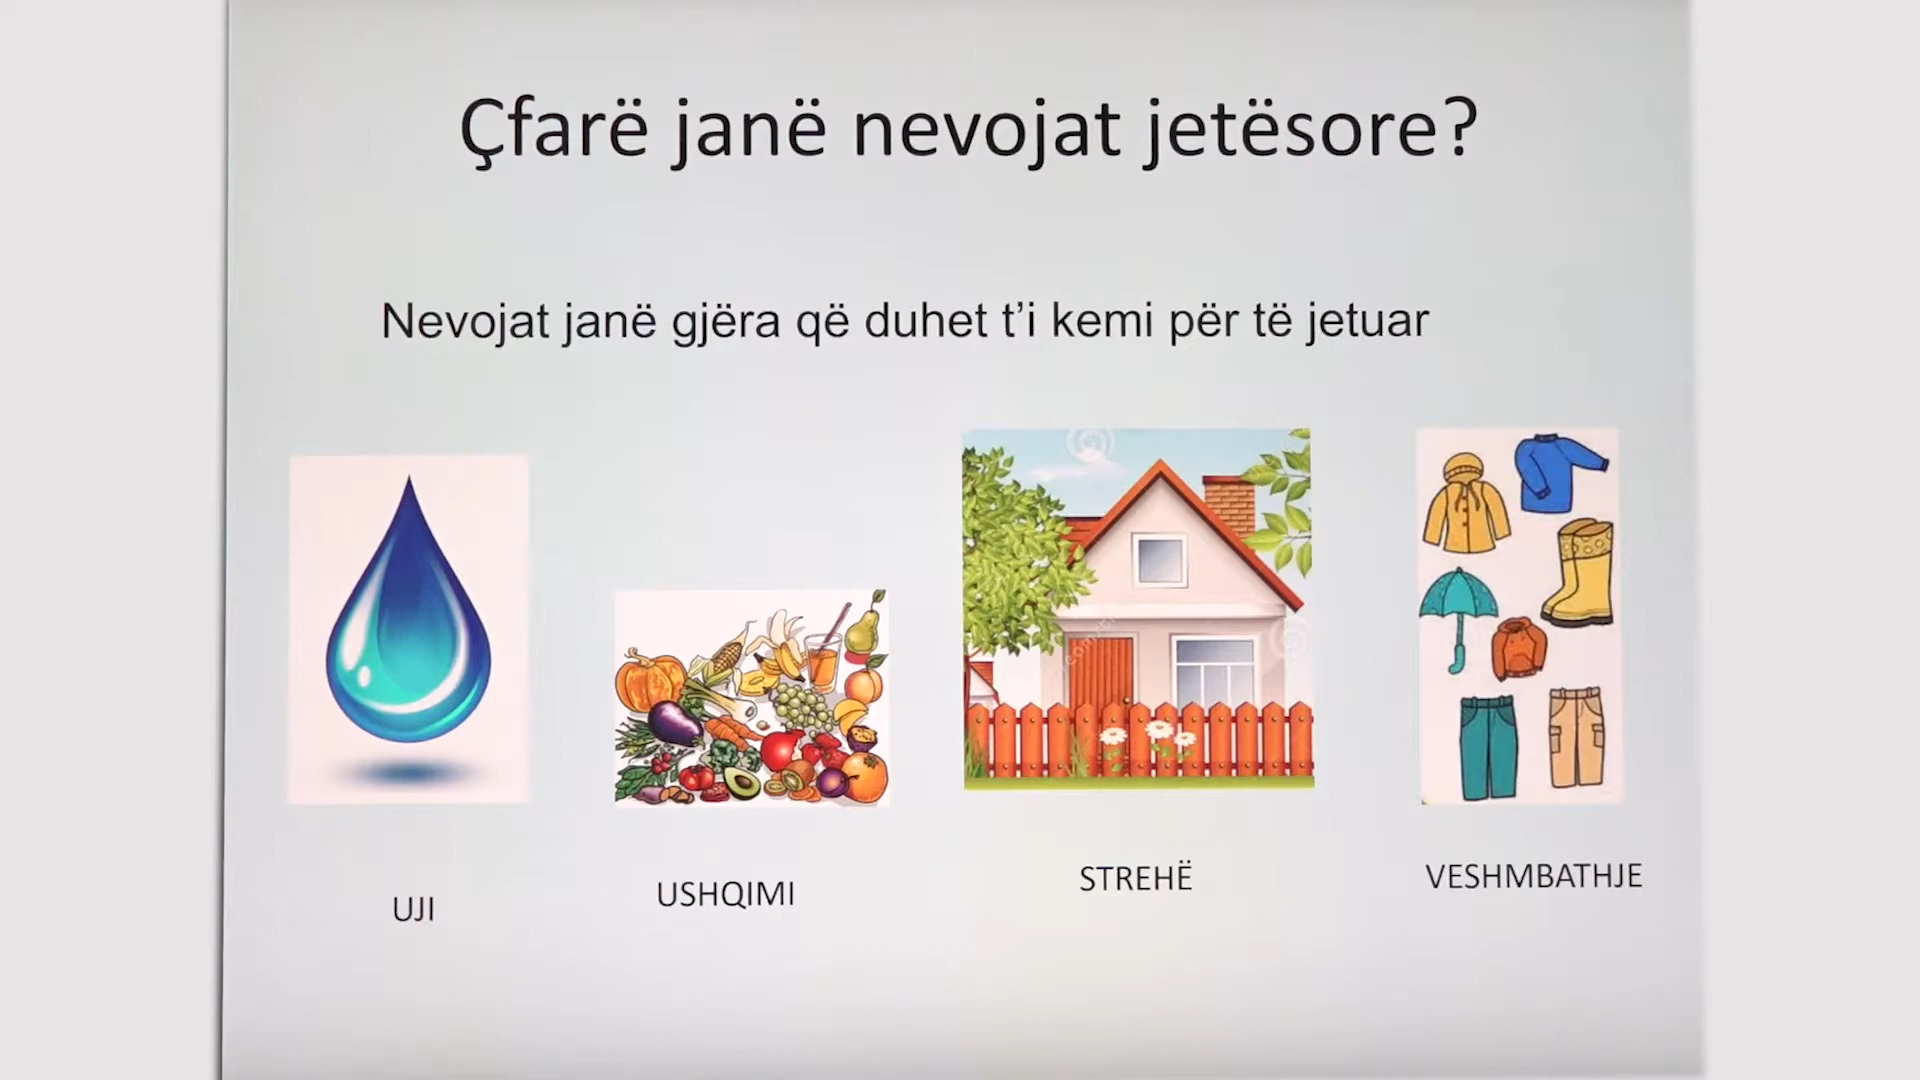 Çfarë janë nevojat jetësore?
Nevojat janë gjëra që duhet t’i kemi për të jetuar
UJI
USHQIMI
STREHË
VESHMBATHJE